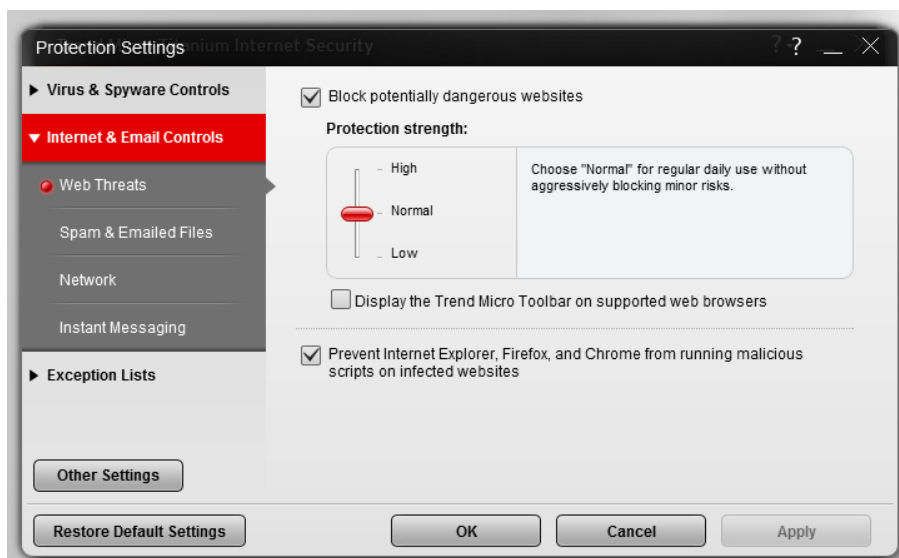 Protection Settings
Titanium Internet Security
? ?
Virus & Spyware Controls
Internet & Email Controls
Web Threats
Spam & Emailed Files
Network
Instant Messaging
Exception Lists
Other Settings
Restore Default Settings
Block potentially dangerous websites
Protection strength:
High
Normal
Low
Choose "Normal" for regular daily use without
aggressively blocking minor risks.
Display the Trend Micro Toolbar on supported web browsers
Prevent Internet Explorer, Firefox, and Chrome from running malicious
scripts on infected websites
OK
Cancel
Apply